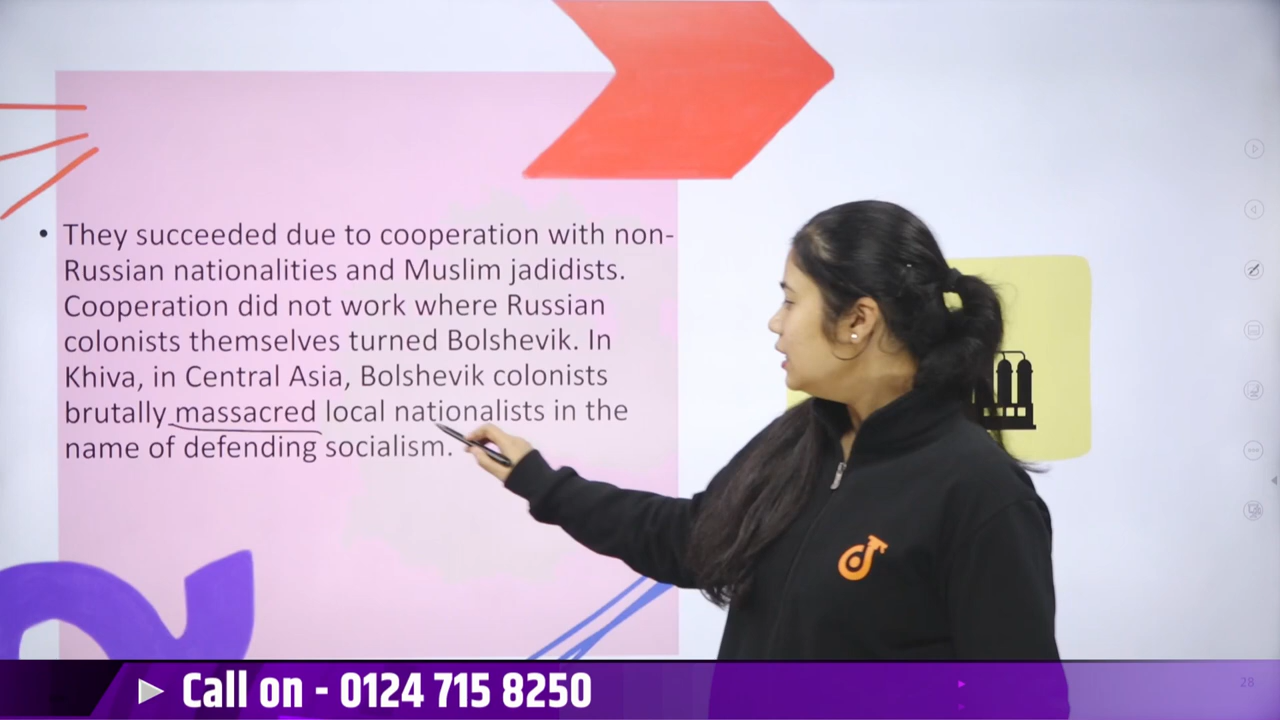 • They succeeded due to cooperation with non-
Russian nationalities and Muslim jadidists.
Cooperation did not work where Russian
colonists themselves turned Bolshevik. In
Khiva, in Central Asia, Bolshevik colonists
brutally massacred local nationalists in the
name of defending socialism.
28
Call on - 0124 715 8250